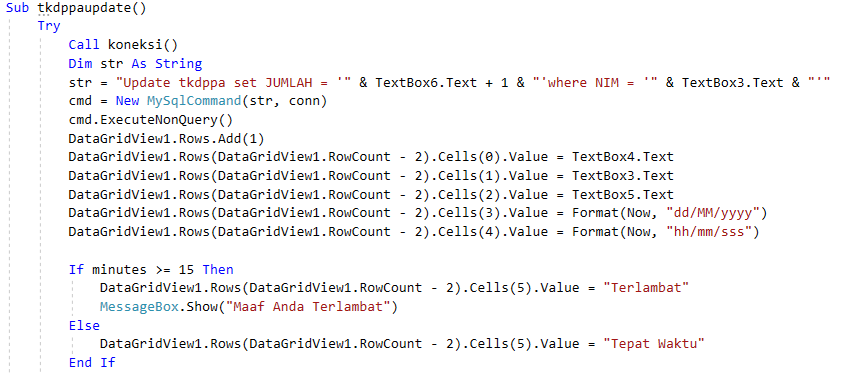 Sub tkdppaupdate()
Try
Call koneksi()
Dim str As String
str = "Update tkdppa set JUMLAH = '" & TextBox6.Text + 1 & "'where NIM = '" & TextBox3.Text & "'"
cmd = New MySqlCommand(str, conn)
cmd.ExecuteNonQuery()
DataGridView1.Rows.Add(1)
DataGridView1.Rows(DataGridView1.RowCount - 2).Cells(0).Value = TextBox4.Text
DataGridView1.Rows(DataGridView1.RowCount - 2).Cells(1).Value = TextBox3.Text
DataGridView1.Rows(DataGridView1.RowCount - 2).Cells(2).Value = TextBox5.Text
DataGridView1.Rows(DataGridView1.RowCount - 2).Cells(3).Value = Format(Now, "dd/MM/yyyy")
DataGridView1.Rows(DataGridView1.RowCount - 2).Cells(4).Value = Format(Now, "hh/mm/sss")
If minutes >= 15 Then
DataGridView1.Rows(DataGridView1.RowCount - 2).Cells(5).Value = "Terlambat"
MessageBox.Show("Maaf Anda Terlambat")
Else
DataGridView1.Rows(DataGridView1.RowCount - 2).Cells(5).Value = "Tepat Waktu"
End If